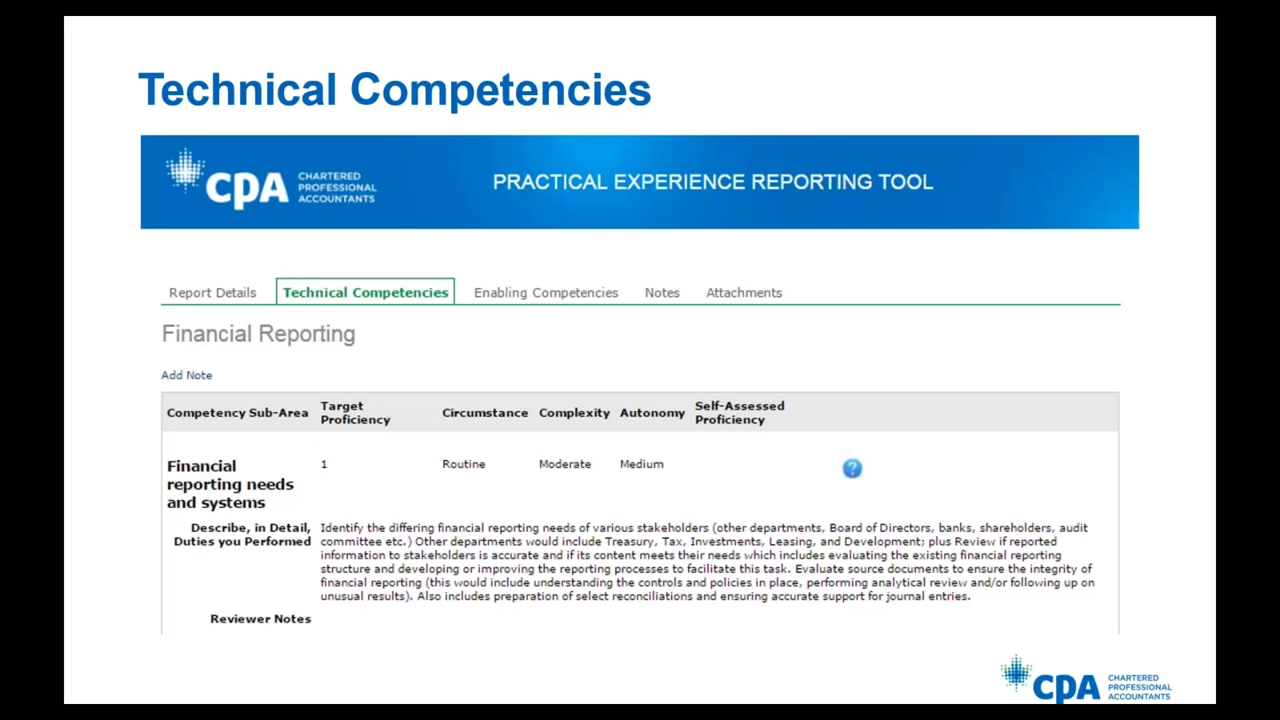 Technical Competencies
CPA CHARTERED PROFESSIONAL ACCOUNTANTS
PRACTICAL EXPERIENCE REPORTING TOOL
Report Details Technical Competencies Enabling Competencies Notes Attachments
Financial Reporting
Add Note
Competency Sub-Area Target Proficiency Circumstance Complexity Autonomy Self-Assessed Proficiency
Financial reporting needs and systems 1 Routine Moderate Medium ?
Describe, in Detail, Duties you Performed
Identify the differing financial reporting needs of various stakeholders (other departments, Board of Directors, banks, shareholders, audit
committee etc.) Other departments would include Treasury, Tax, Investments, Leasing, and Development; plus Review if reported
information to stakeholders is accurate and if its content meets their needs which includes evaluating the existing financial reporting
structure and developing or improving the reporting processes to facilitate this task. Evaluate source documents to ensure the integrity of
financial reporting (this would include understanding the controls and policies in place, performing analytical review and/or following up on
unusual results). Also includes preparation of select reconciliations and ensuring accurate support for journal entries.
Reviewer Notes
CPA CHARTERED PROFESSIONAL ACCOUNTANTS